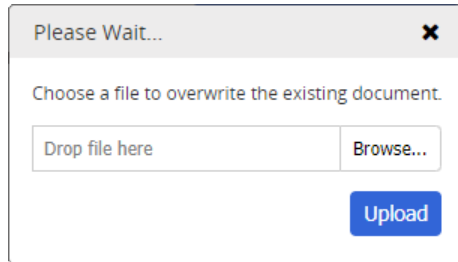 Please Wait...
Choose a file to overwrite the existing document.
Drop file here
Browse...
Upload